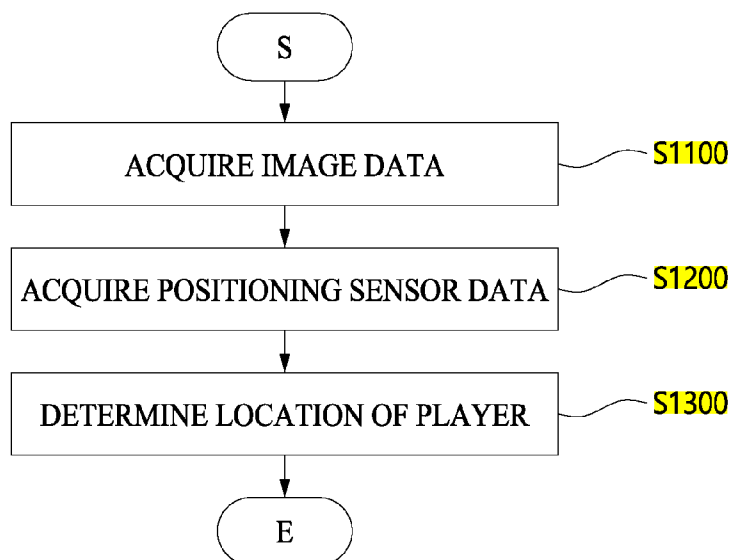 S
ACQUIRE IMAGE DATA
S1100
ACQUIRE POSITIONING SENSOR DATA
S1200
DETERMINE LOCATION OF PLAYER
S1300
E